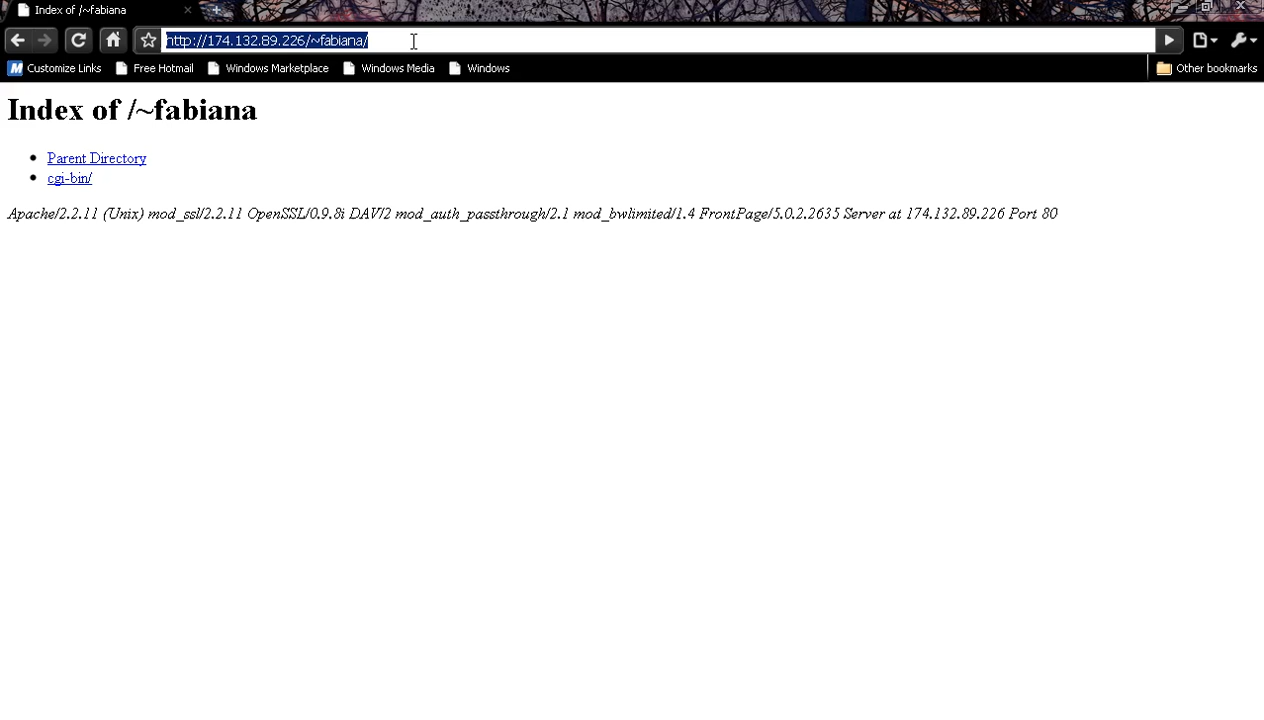 Index of /~fabiana
http://174.132.89.226/~fabiana/
Customize Links Free Hotmail Windows Marketplace Windows Media Windows Other bookmarks
Index of /~fabiana
Parent Directory
cgi-bin/
Apache/2.2.11 (Unix) mod_ssl/2.2.11 OpenSSL/0.9.8i DAV/2 mod_auth_passthrough/2.1 mod_bwlimited/1.4 FrontPage/5.0.2.2635 Server at 174.132.89.226 Port 80